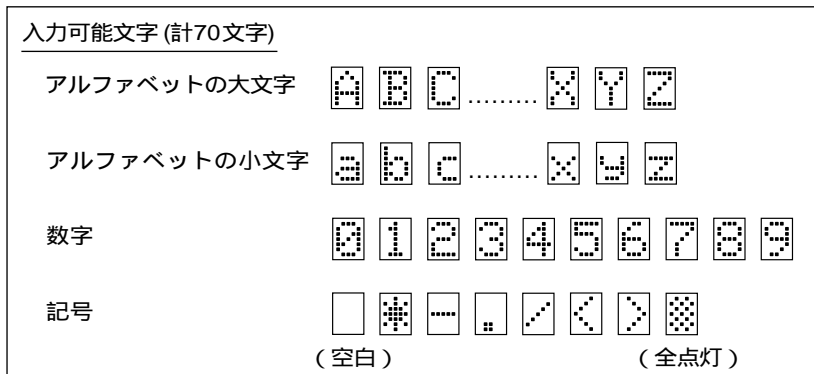 入力可能文字(計70文字)
アルファベットの大文字 A B C ......... X Y Z
アルファベットの小文字 a b c ......... x y z
数字 0 1 2 3 4 5 6 7 8 9
記号 * - . / < > ▩
(空白) (全点灯)